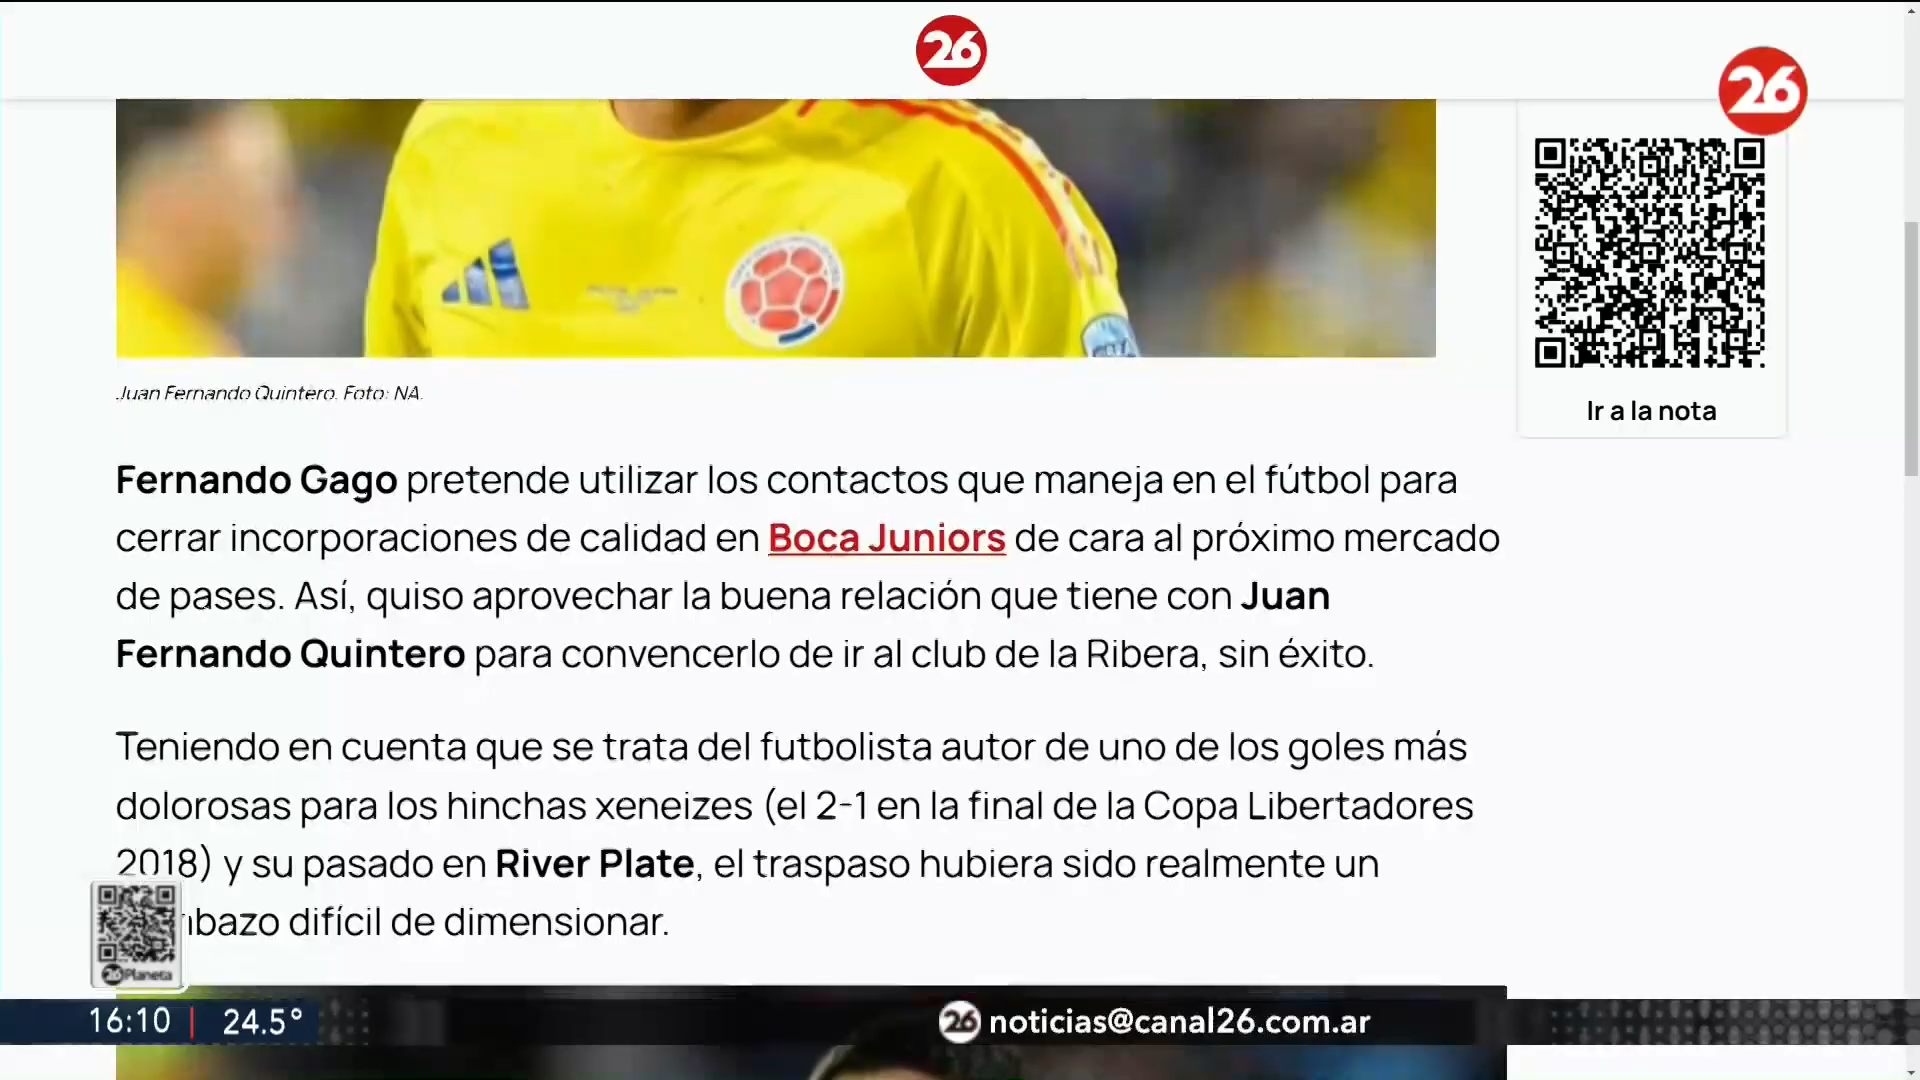 26
26
Juan Fernando Quintero. Foto: NA.
Ir a la nota
Fernando Gago pretende utilizar los contactos que maneja en el fútbol para
cerrar incorporaciones de calidad en Boca Juniors de cara al próximo mercado
de pases. Así, quiso aprovechar la buena relación que tiene con Juan
Fernando Quintero para convencerlo de ir al club de la Ribera, sin éxito.
Teniendo en cuenta que se trata del futbolista autor de uno de los goles más
dolorosas para los hinchas xeneizes (el 2-1 en la final de la Copa Libertadores
2018) y su pasado en River Plate, el traspaso hubiera sido realmente un
difícil de dimensionar.
26 Planeta
16:10 | 24.5°
26 noticias@canal26.com.ar